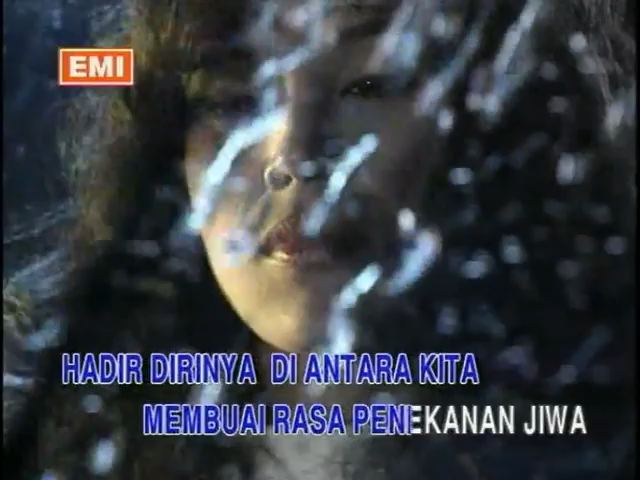 EMI
HADIR DIRINYA DI ANTARA KITA
MEMBUAI RASA PENEKANAN JIWA